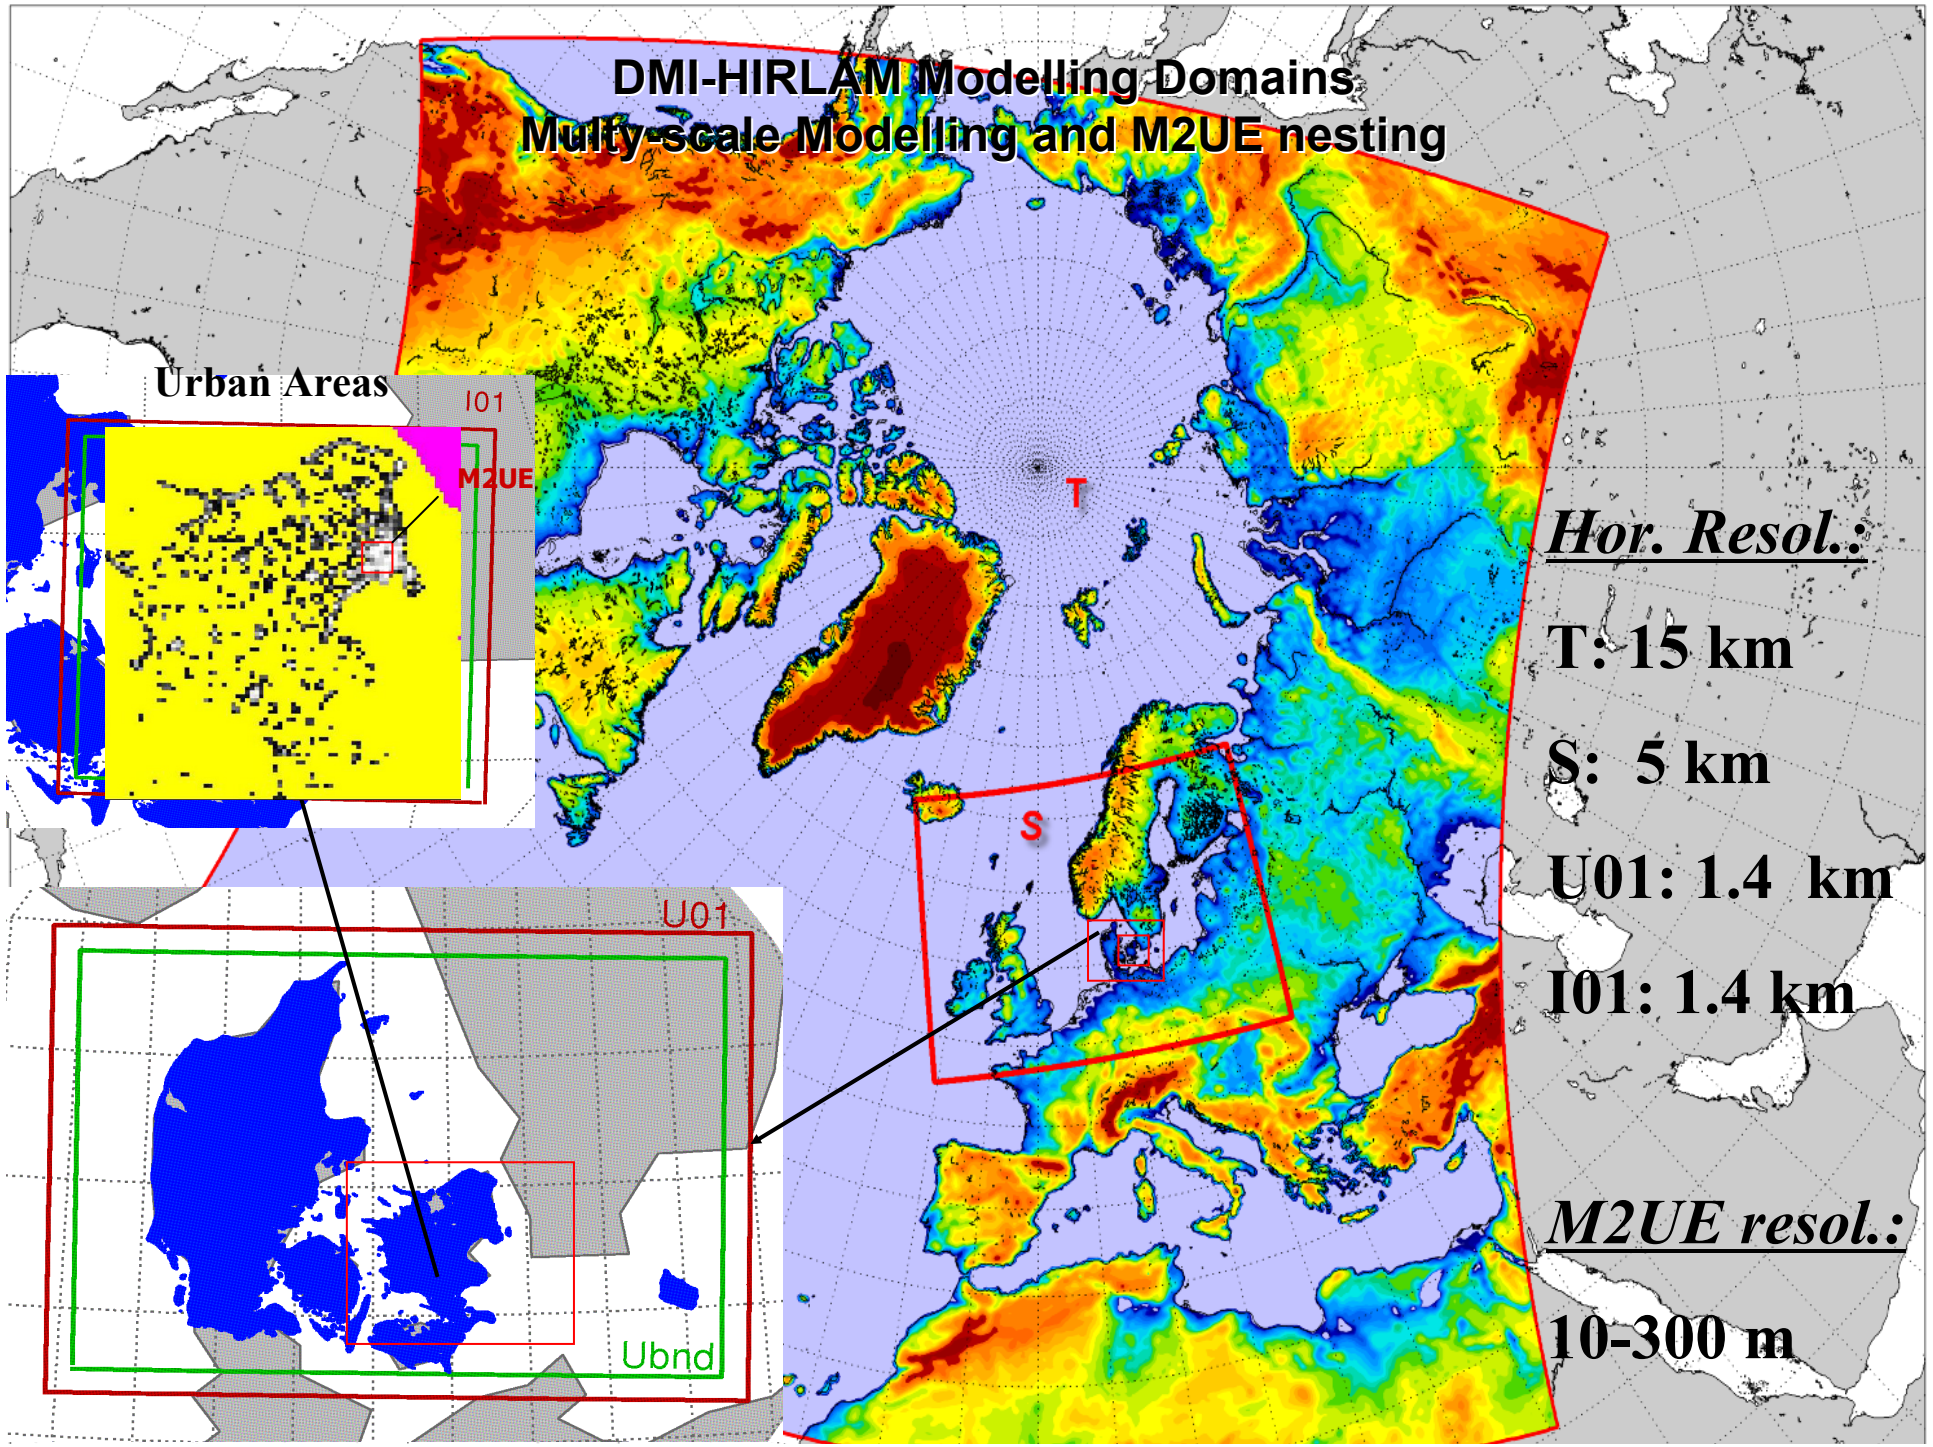 DMI-HIRLAM Modelling Domains
Multy-scale Modelling and M2UE nesting
Urban Areas
I01
M2UE
T
S
Hor. Resol.:
T: 15 km
S: 5 km
U01: 1.4 km
I01: 1.4 km
M2UE resol.:
10-300 m
U01
Ubnd